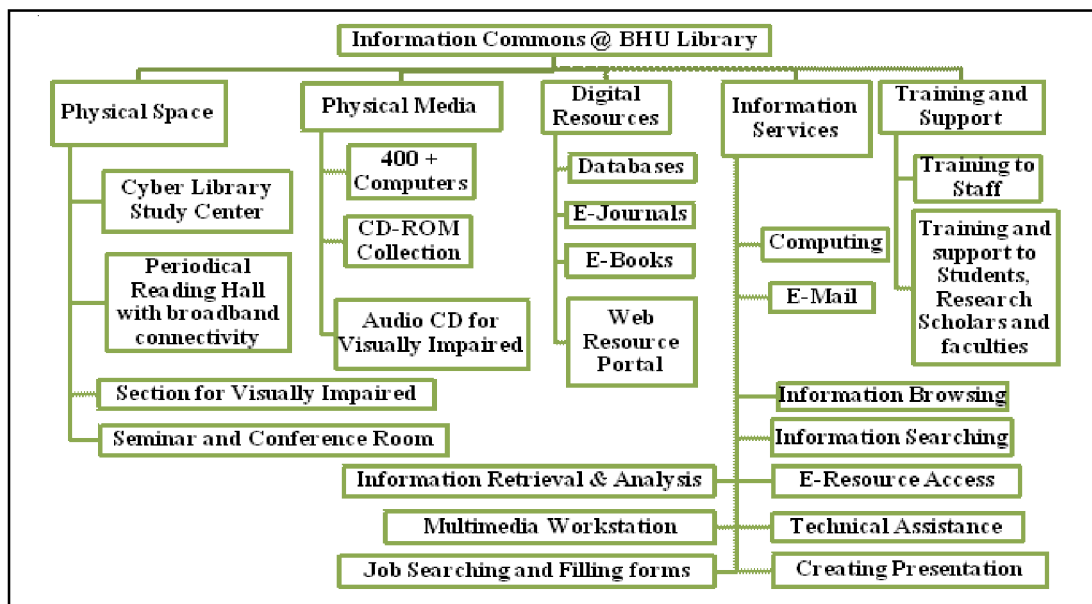 Information Commons @ BHU Library
Physical Space
Cyber Library
Study Center
Periodical
Reading Hall
with broadband
connectivity
Section for Visually Impaired
Seminar and Conference Room
Physical Media
400 +
Computers
CD-ROM
Collection
Audio CD for
Visually Impaired
Digital
Resources
Databases
E-Journals
E-Books
Web
Resource
Portal
Information
Services
Computing
E-Mail
Information Browsing
Information Searching
Information Retrieval & Analysis
E-Resource Access
Multimedia Workstation
Technical Assistance
Job Searching and Filling forms
Creating Presentation
Training and
Support
Training to
Staff
Training and
support to
Students,
Research
Scholars and
faculties